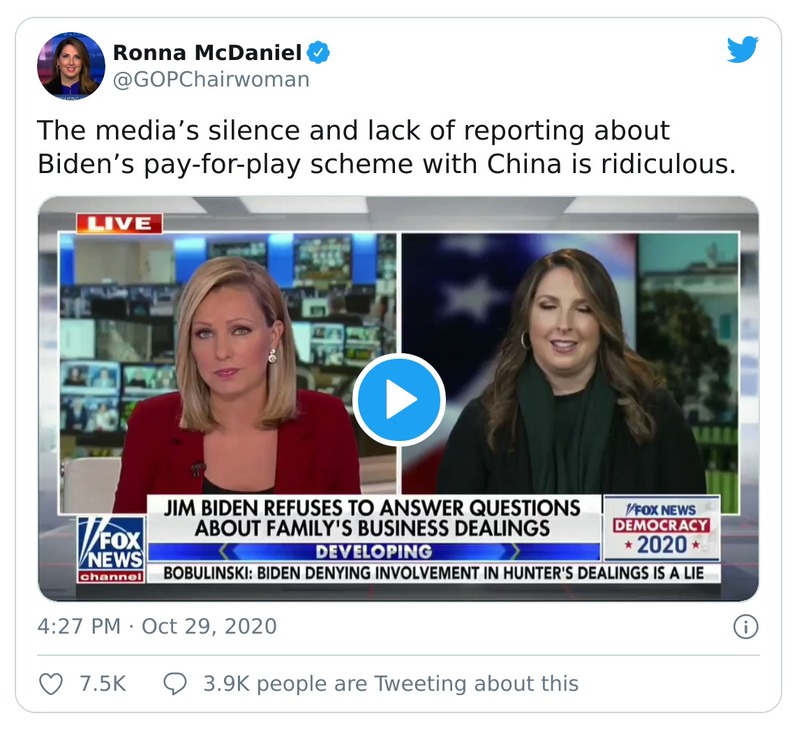 Ronna McDaniel
@GOPChairwoman
The media’s silence and lack of reporting about
Biden’s pay-for-play scheme with China is ridiculous.
LIVE
JIM BIDEN REFUSES TO ANSWER QUESTIONS
ABOUT FAMILY'S BUSINESS DEALINGS
DEVELOPING
BOBULINSKI: BIDEN DENYING INVOLVEMENT IN HUNTER'S DEALINGS IS A LIE
FOX
NEWS
channel
FOX NEWS
DEMOCRACY
2020
4:27 PM · Oct 29, 2020
7.5K
3.9K people are Tweeting about this